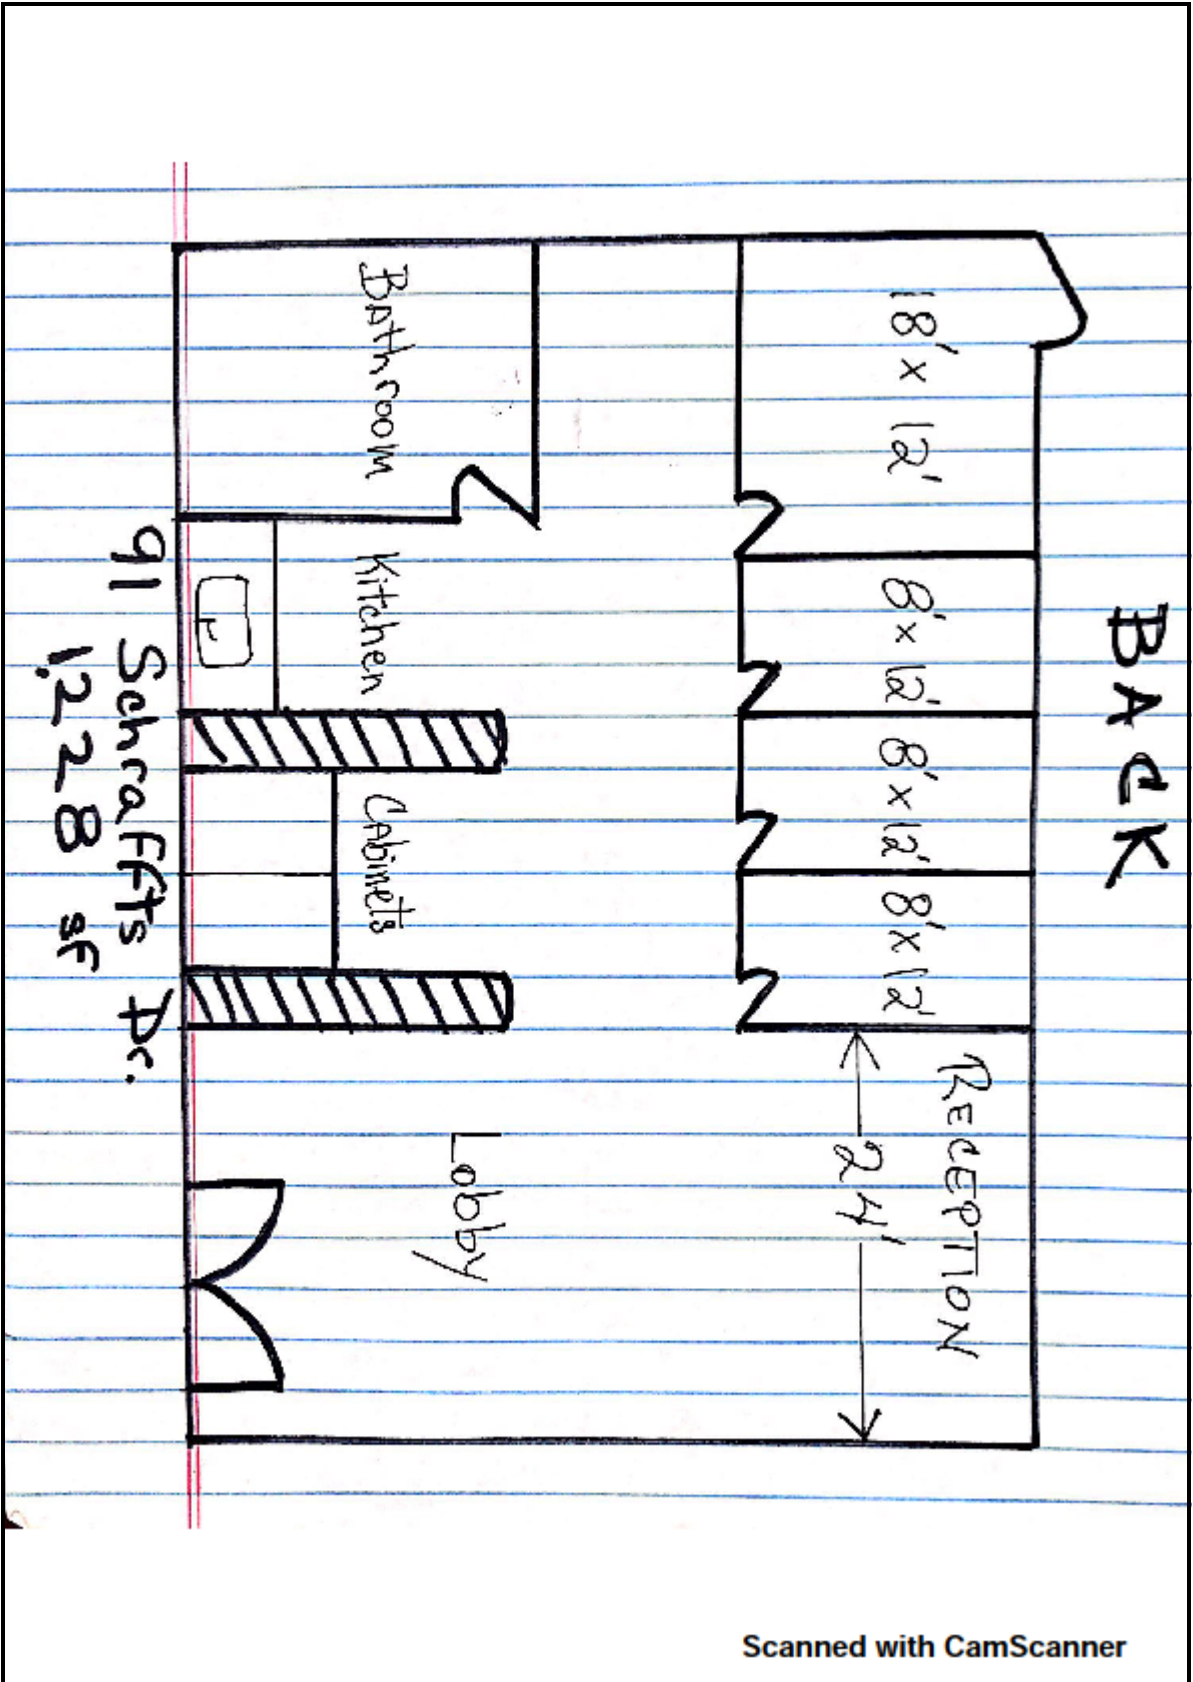 BACK
18' x 12'
8' x 12'
8' x 12'
8' x 12'
RECEPTION
24'
Bathroom
Kitchen
Cabinets
Lobby
91 Schraffts Dr.
1,228 SF
Scanned with CamScanner